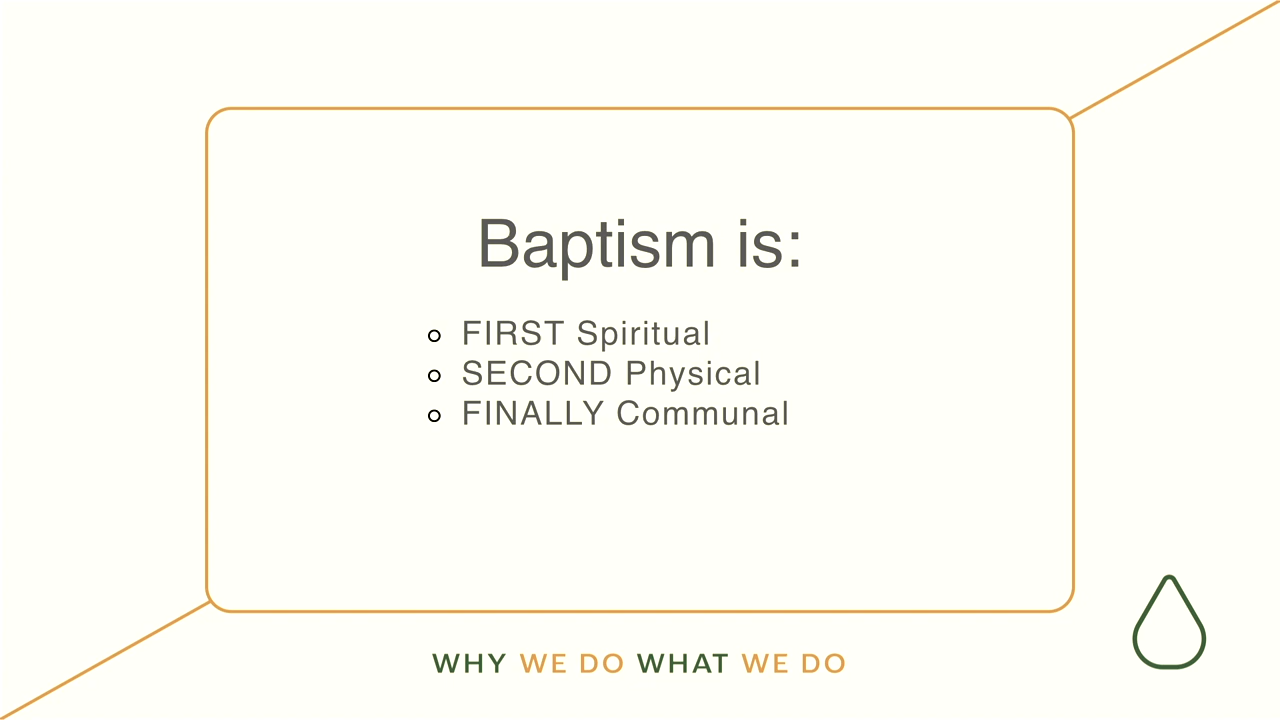 Baptism is:
FIRST Spiritual
SECOND Physical
FINALLY Communal
WHY WE DO WHAT WE DO